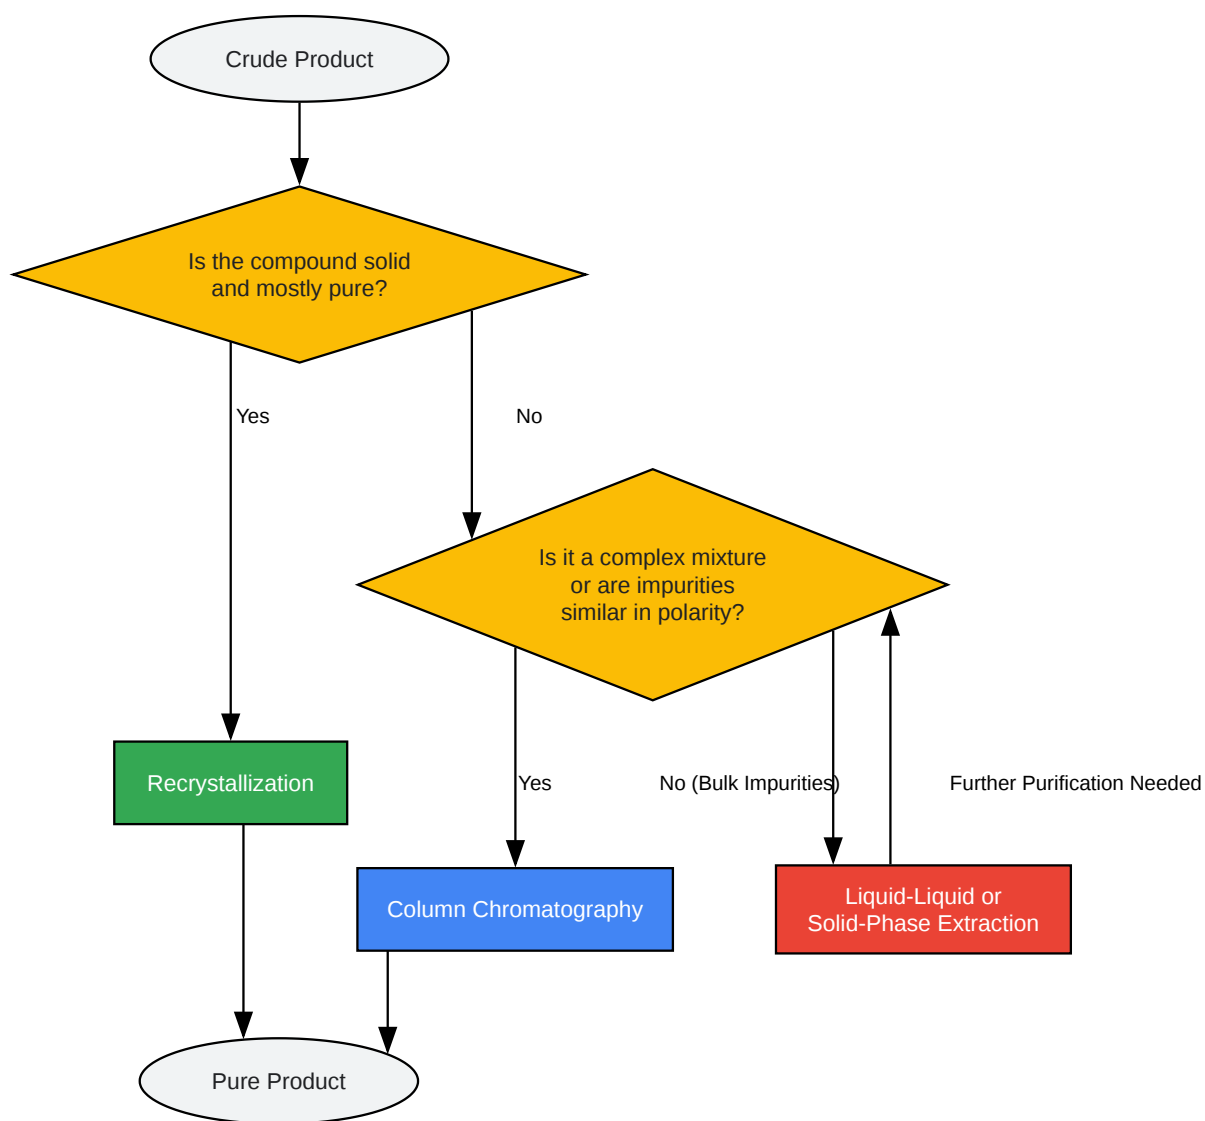 Crude Product
Is the compound solid
and mostly pure?
Yes
No
Is it a complex mixture
or are impurities
similar in polarity?
Recrystallization
Yes
No (Bulk Impurities)
Further Purification Needed
Column Chromatography
Liquid-Liquid or
Solid-Phase Extraction
Pure Product